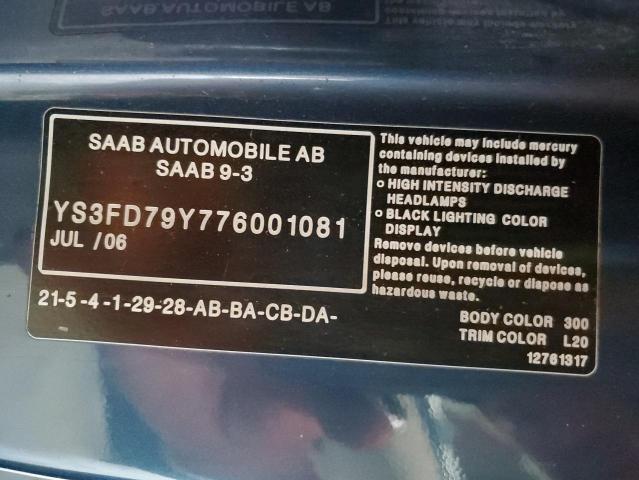 SAAB AUTOMOBILE AB
SAAB 9-3
YS3FD79Y776001081
JUL /06
21-5-4-1-29-28-AB-BA-CB-DA-
This vehicle may include mercury
containing devices installed by
the manufacturer:
○ HIGH INTENSITY DISCHARGE
HEADLAMPS
○ BLACK LIGHTING COLOR
DISPLAY
Remove devices before vehicle
disposal. Upon removal of devices,
please reuse, recycle or dispose as
hazardous waste.
BODY COLOR 300
TRIM COLOR L20
12761317